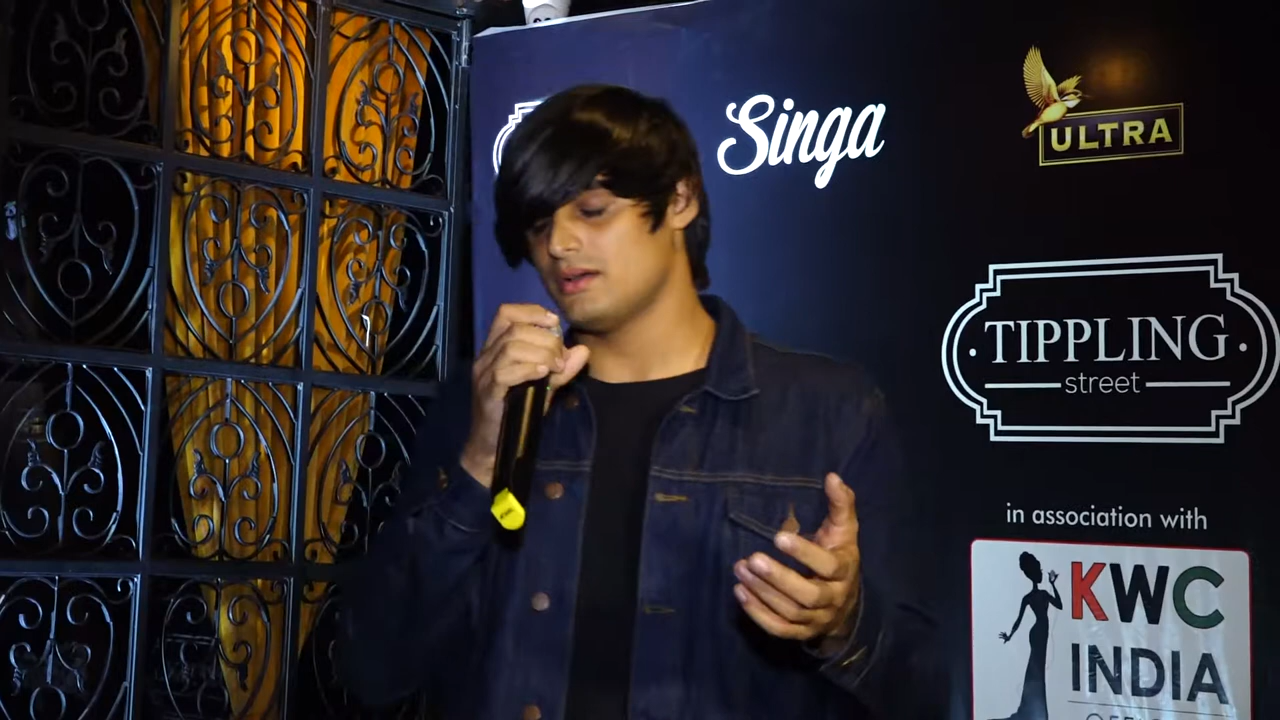 Singa
ULTRA
TIPPLING
street
in association with
KWC
INDIA